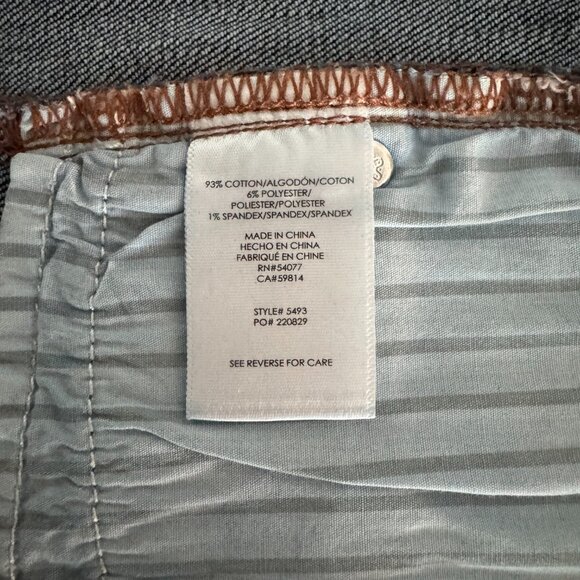 93% COTTON/ALGODÓN/COTON
6% POLYESTER/
POLIESTER/POLYESTER
1% SPANDEX/SPANDEX/SPANDEX
MADE IN CHINA
HECHO EN CHINA
FABRIQUÉ EN CHINE
RN#54077
CA#59814
STYLE# 5493
PO# 220829
SEE REVERSE FOR CARE